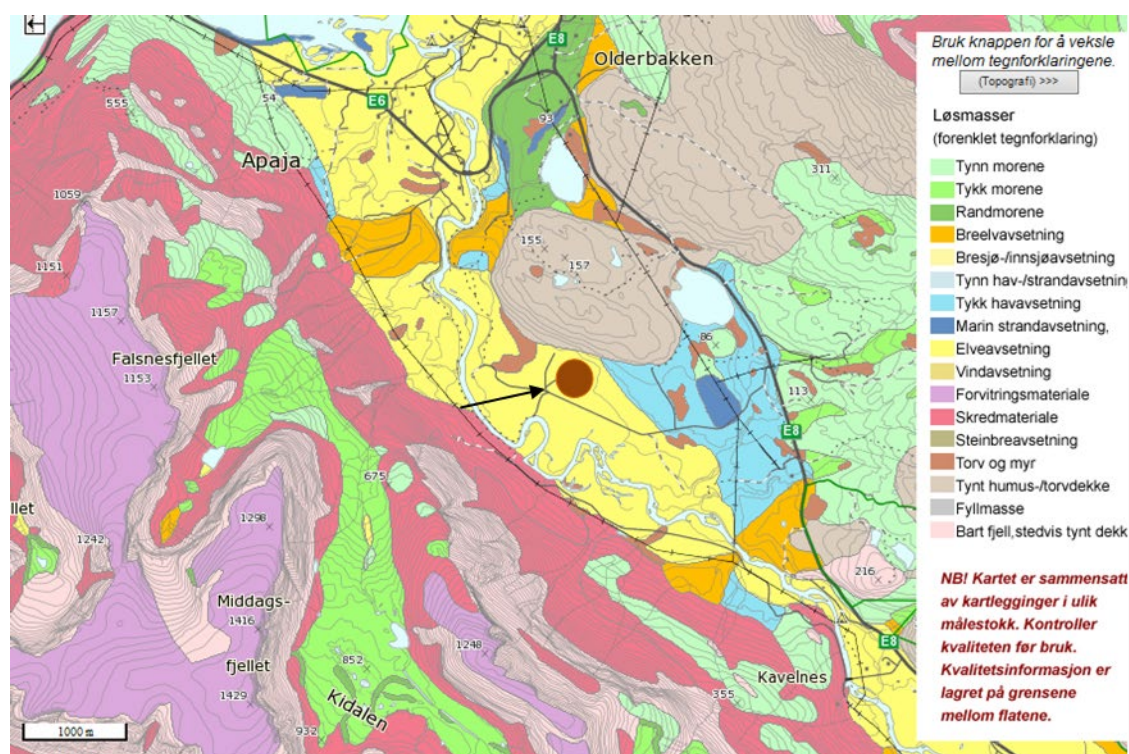 E8
Olderbakken
E6
54
555
93
Apaja
311
1059
155
157
1151
1157
86
Falsnesfjellet
1153
113
E8
675
llet
1298
1242
216
Middags-
1416
1248
fjellet
E8
852
Kavelnes
1429
355
Kidalen
932
1000 m
Bruk knappen for å veksle
mellom tegnforklaringene.
(Topografi) >>>
Løsmasser
(forenklet tegnforklaring)
Tynn morene
Tykk morene
Randmorene
Breelvavsetning
Bresjø-/innsjøavsetning
Tynn hav-/strandavsetnin
Tykk havavsetning
Marin strandavsetning,
Elveavsetning
Vindavsetning
Forvitringsmateriale
Skredmateriale
Steinbreavsetning
Torv og myr
Tynt humus-/torvdekke
Fyllmasse
Bart fjell,stedvis tynt dekk
NB! Kartet er sammensatt
av kartlegginger i ulik
målestokk. Kontroller
kvaliteten før bruk.
Kvalitetsinformasjon er
lagret på grensene
mellom flatene.